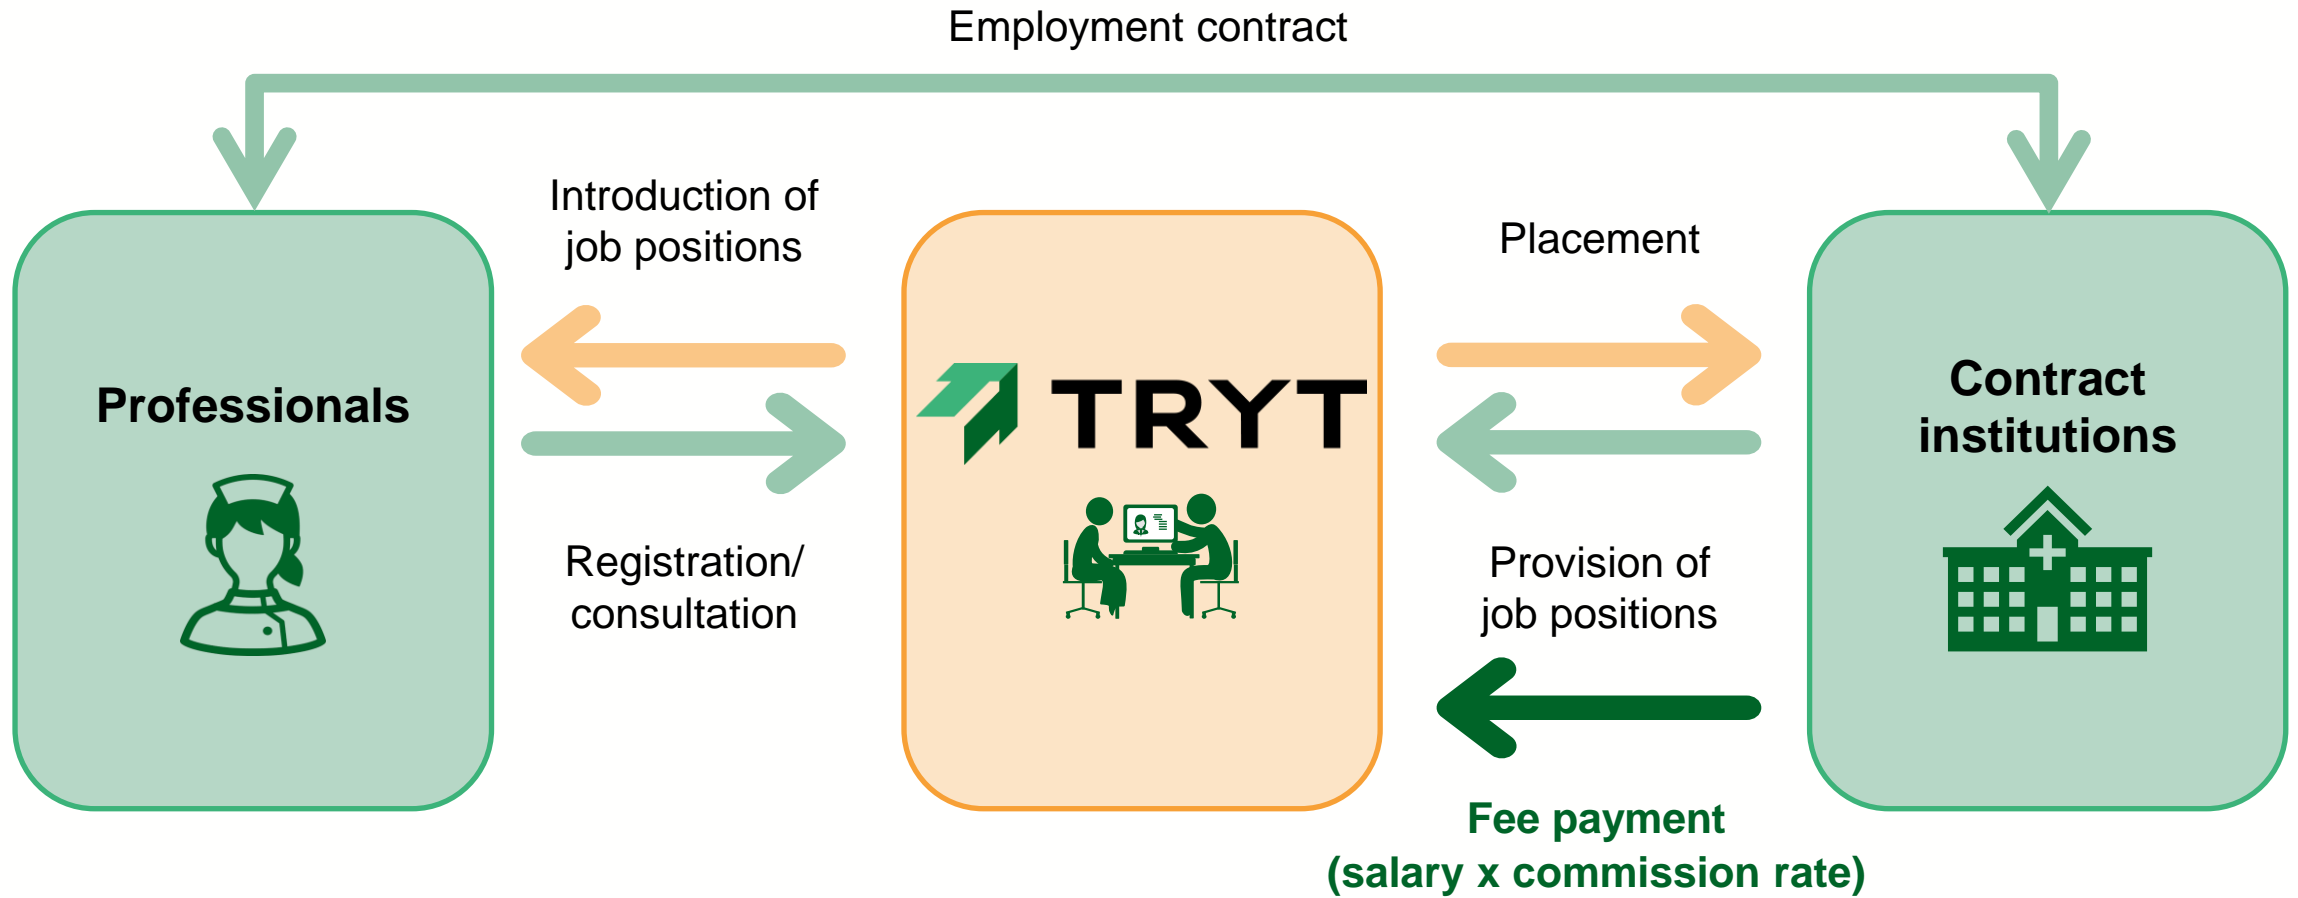 Employment contract
Introduction of
job positions
Placement
Professionals
TRYT
Contract
institutions
Registration/
consultation
Provision of
job positions
Fee payment
(salary x commission rate)